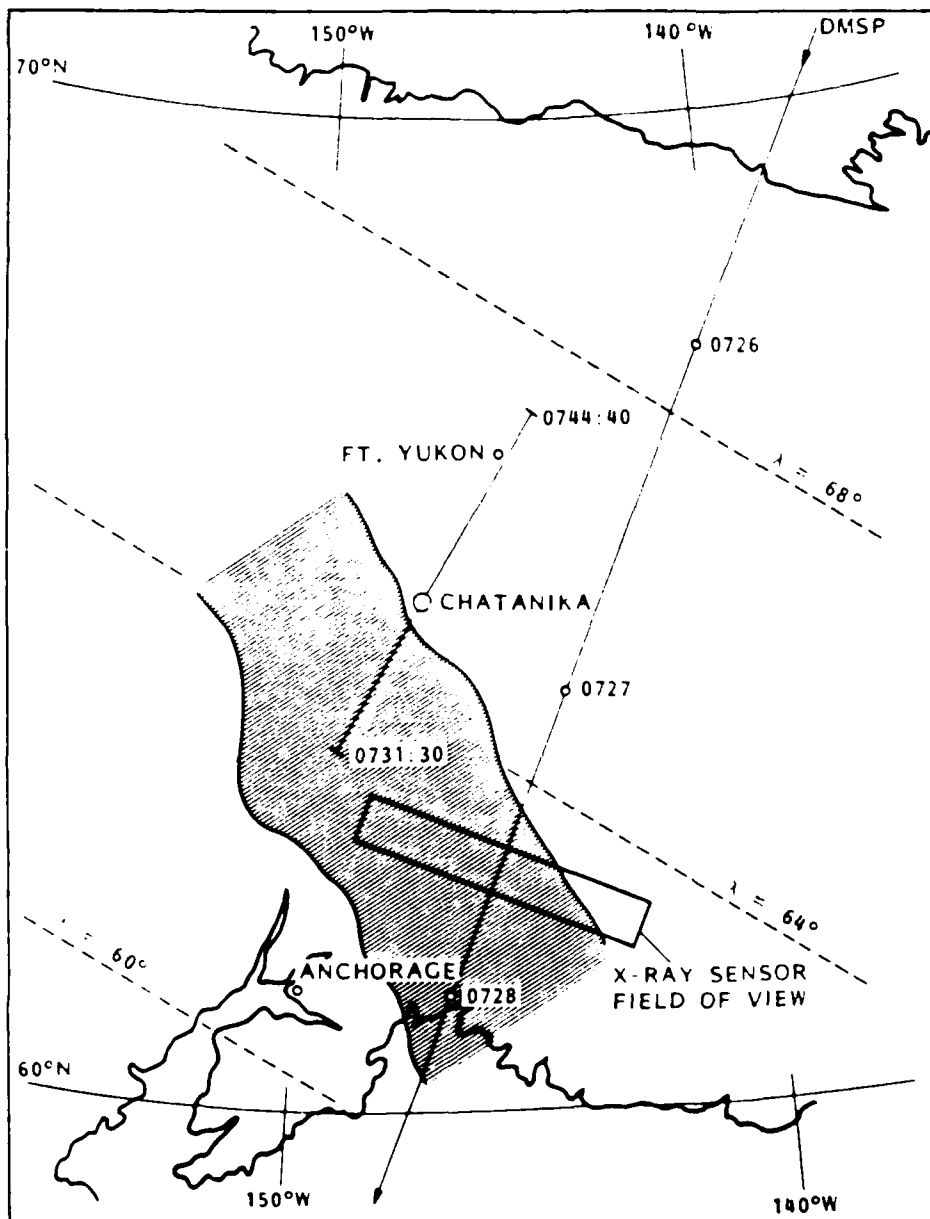 150°W
140°W
DMSP
70°N
0726
0744:40
FT. YUKON
λ = 68°
CHATANIKA
0727
0731:30
λ = 64°
λ = 60°
ANCHORAGE
X-RAY SENSOR
FIELD OF VIEW
0728
60°N
150°W
140°W